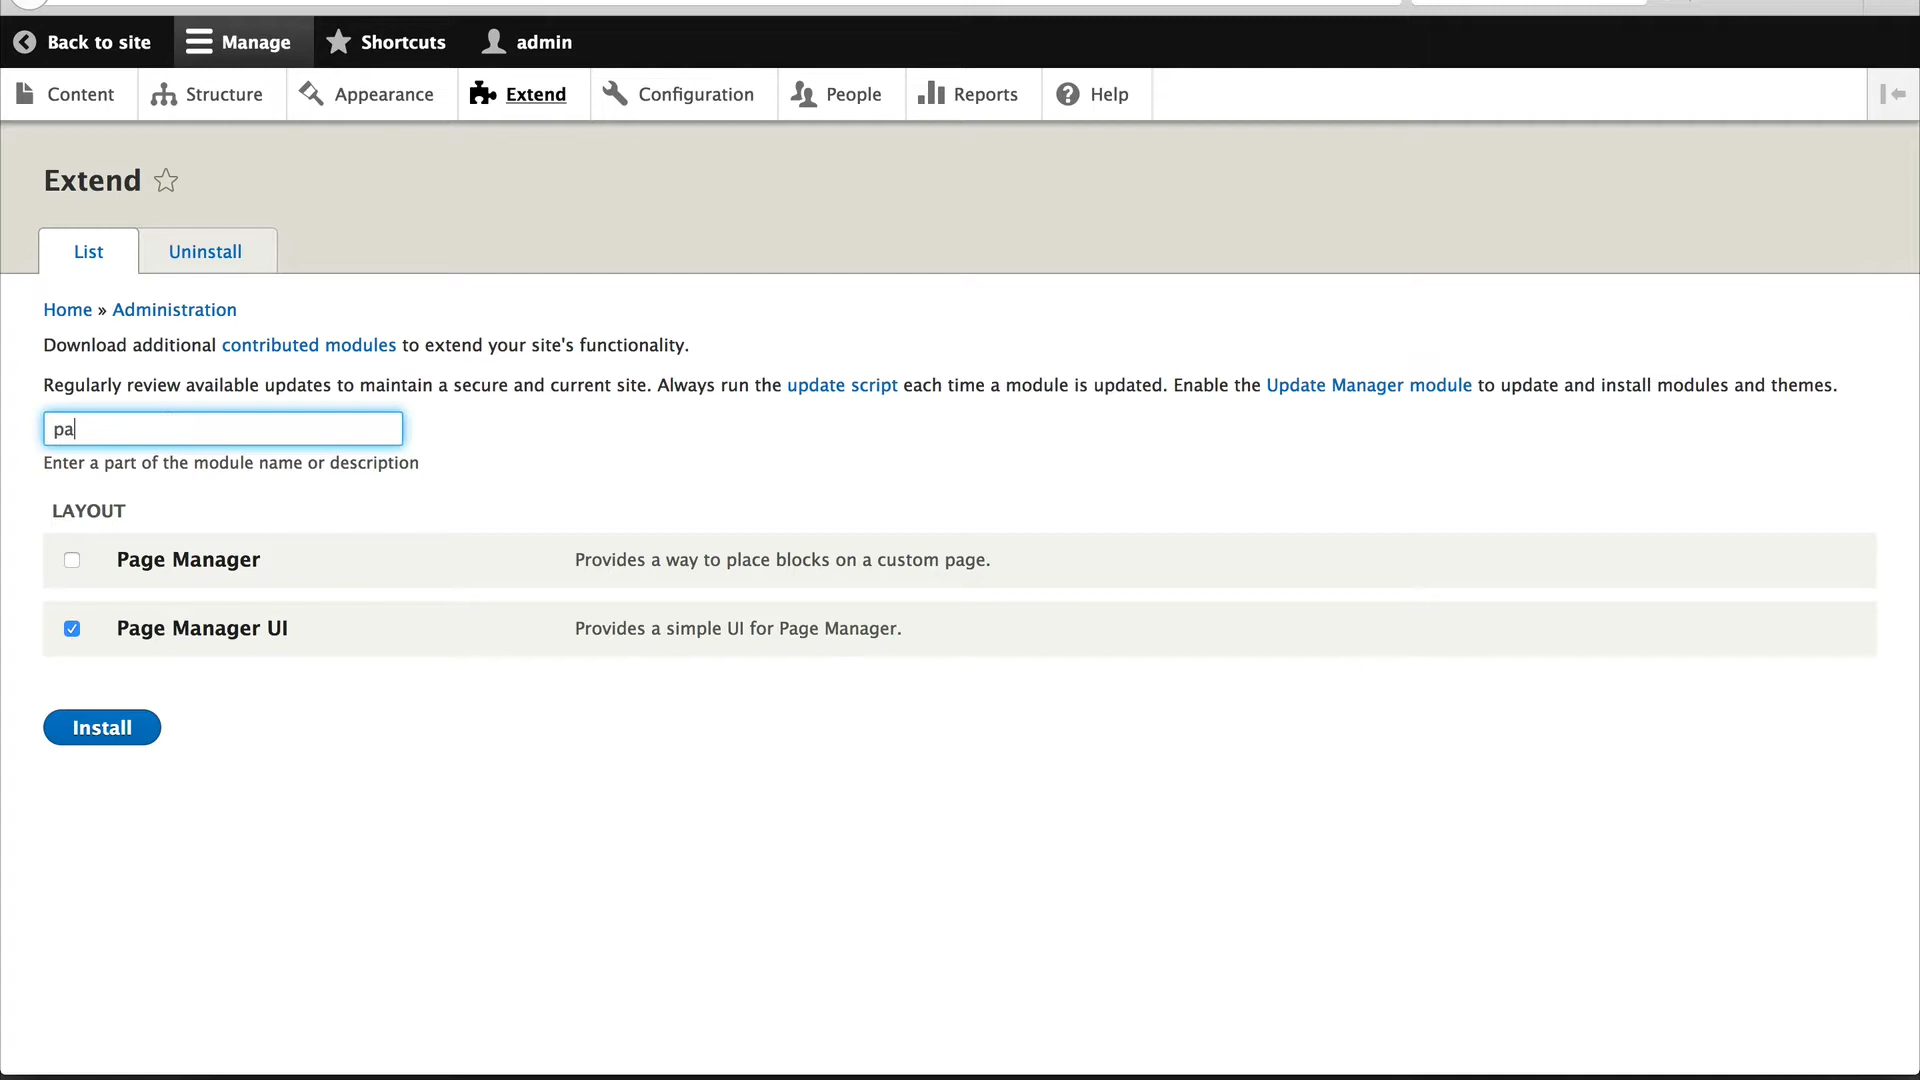 Back to site Manage Shortcuts admin
Content Structure Appearance Extend Configuration People Reports Help
Extend
List Uninstall
Home » Administration
Download additional contributed modules to extend your site's functionality.
Regularly review available updates to maintain a secure and current site. Always run the update script each time a module is updated. Enable the Update Manager module to update and install modules and themes.
pa
Enter a part of the module name or description
LAYOUT
Page Manager Provides a way to place blocks on a custom page.
Page Manager UI Provides a simple UI for Page Manager.
Install